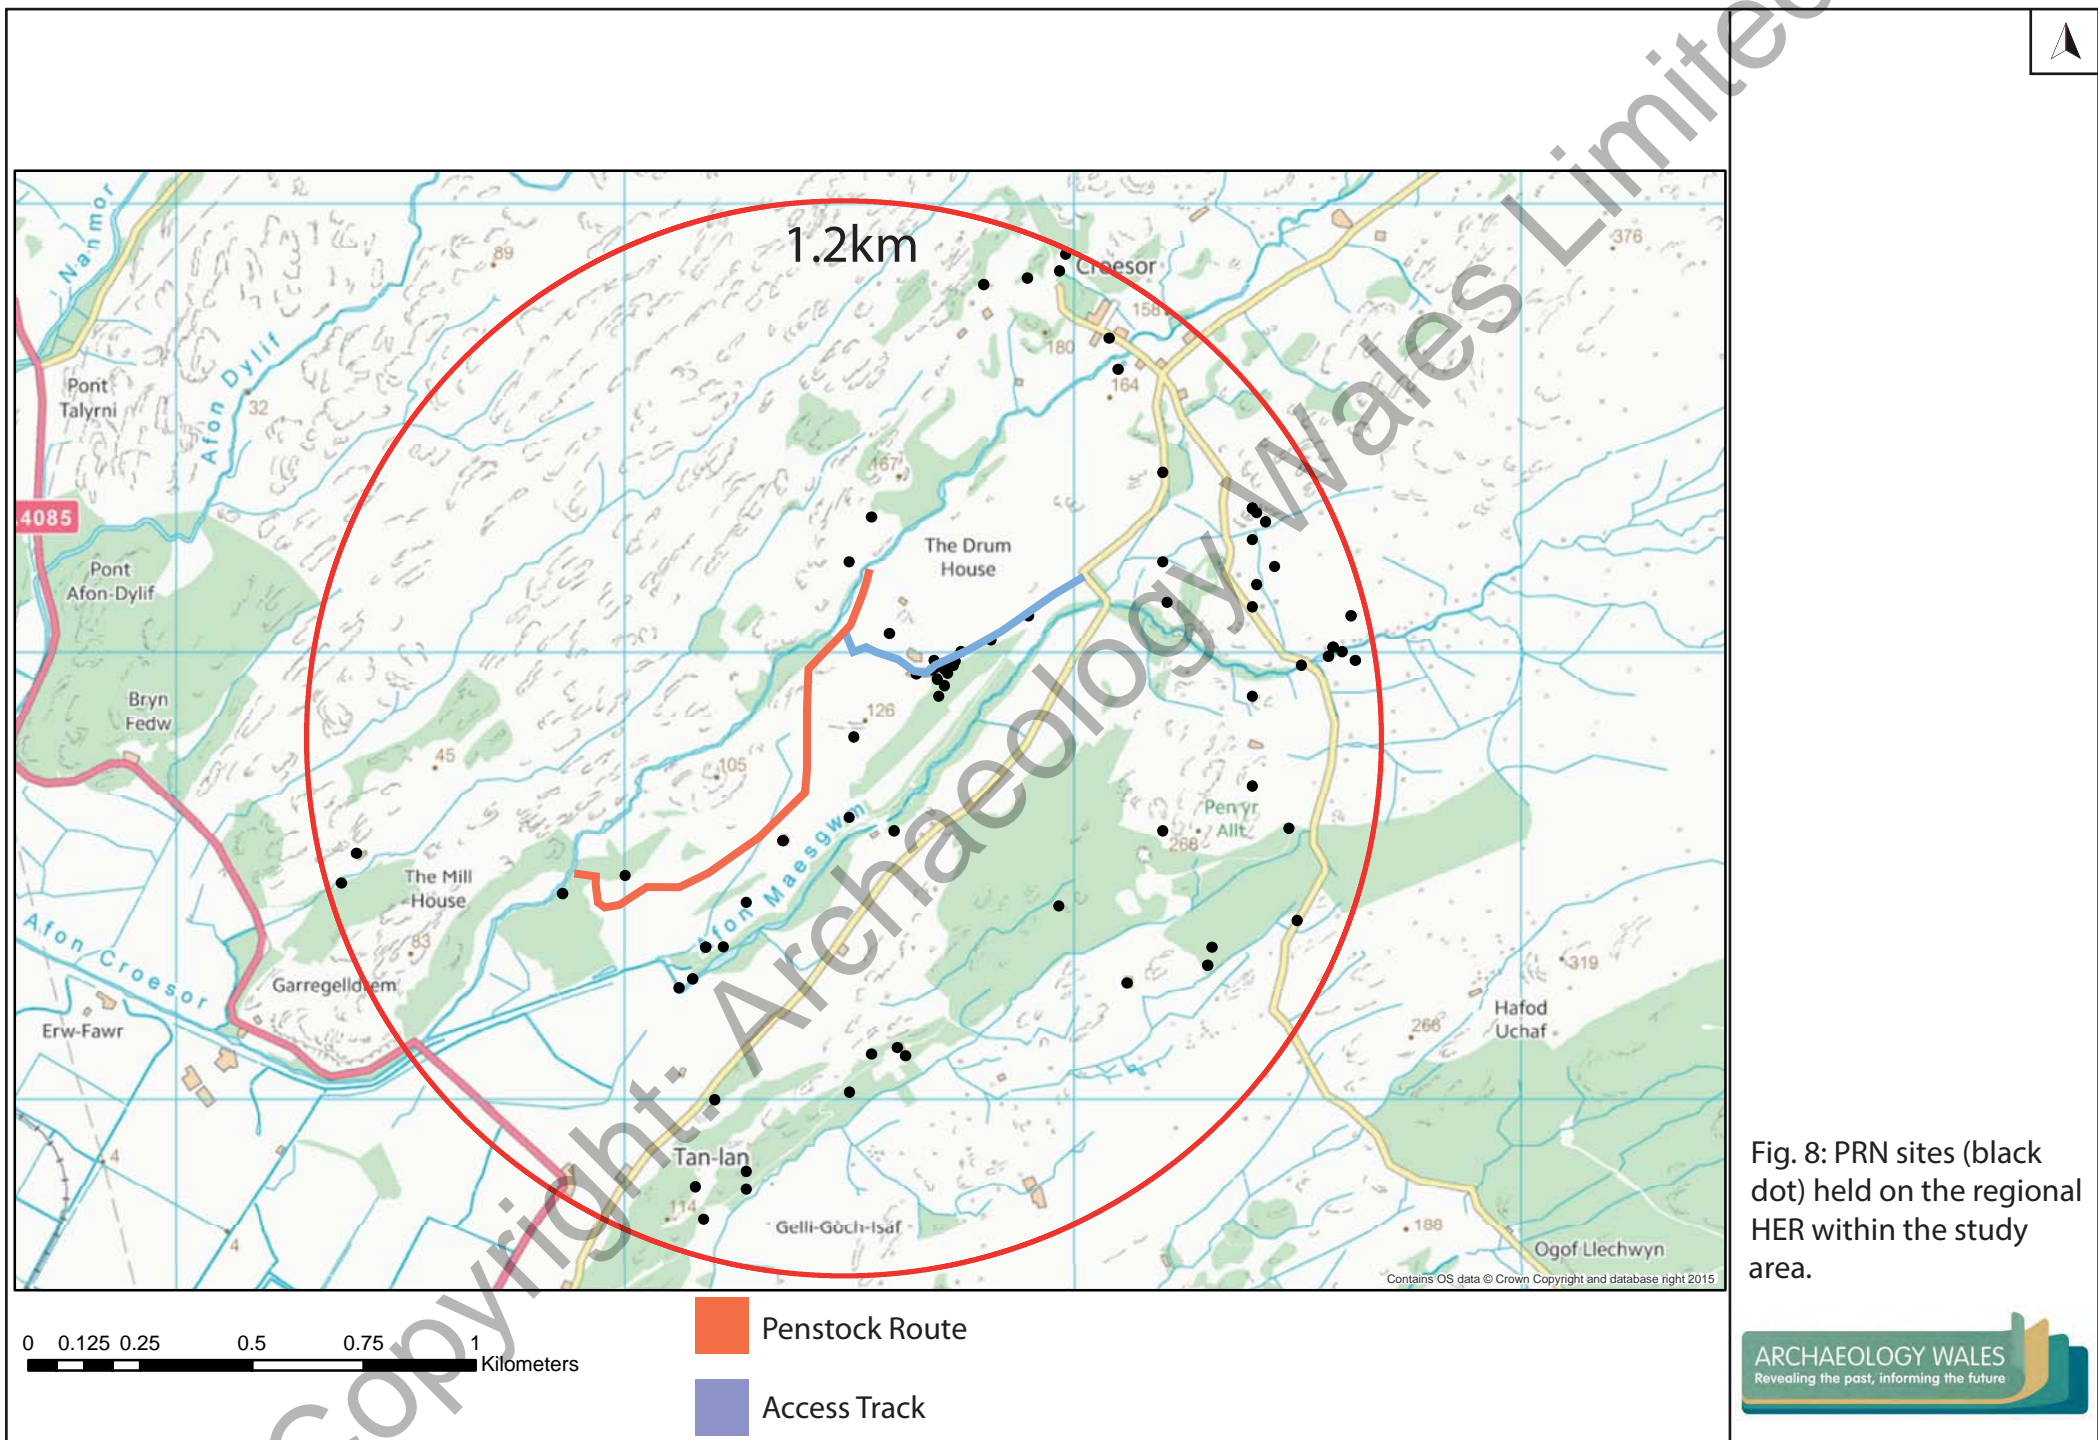 1.2km
Nanmor
89
Croesor
376
158
180
Pont
Talyrni
Afon Dylif
32
164
167
4085
The Drum
House
Pont
Afon-Dylif
Bryn
Fedw
126
45
105
Pen yr
Allt
268
The Mill
House
Afon Maesgwm
83
Afon Croesor
Garregelldrem
319
Hafod
Uchaf
Erw-Fawr
266
4
Tan-lan
114
Gelli-Goch-Isaf
188
4
Ogof Llechwyn
Contains OS data © Crown Copyright and database right 2015
Copyright: Archaeology Wales Limited
Fig. 8: PRN sites (black
dot) held on the regional
HER within the study
area.
0 0.125 0.25 0.5 0.75 1
Kilometers
Penstock Route
Access Track
ARCHAEOLOGY WALES
Revealing the past, informing the future